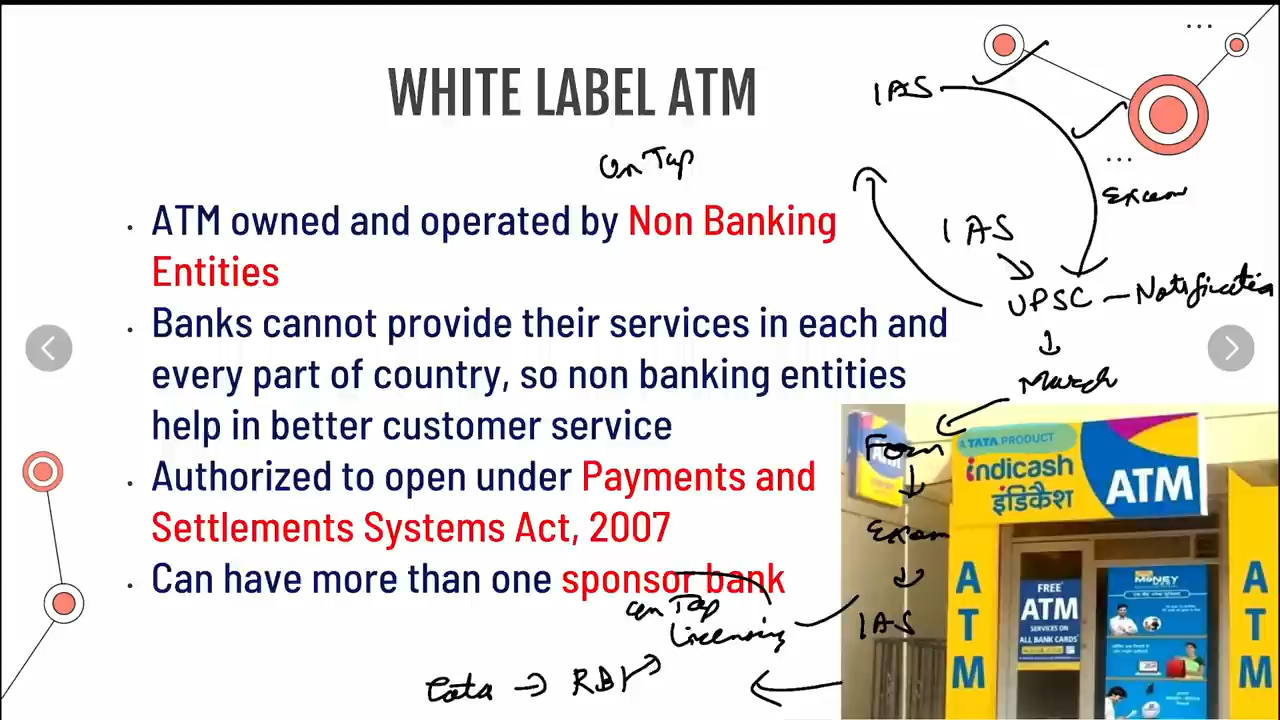 WHITE LABEL ATM
On Tap
. ATM owned and operated by Non Banking
Entities
. Banks cannot provide their services in each and
every part of country, so non banking entities
help in better customer service
. Authorized to open under Payments and
Settlements Systems Act, 2007
. Can have more than one sponsor bank
on Tap
Licensing
Tata → RBI
IAS
Exam
IAS
UPSC – Notification
March
Form
Exam
IAS
A TATA PRODUCT
indicash
इंडिकैश
ATM
ATM
ATM
FREE
ATM
SERVICES ON
ALL BANK CARDS
MONEY